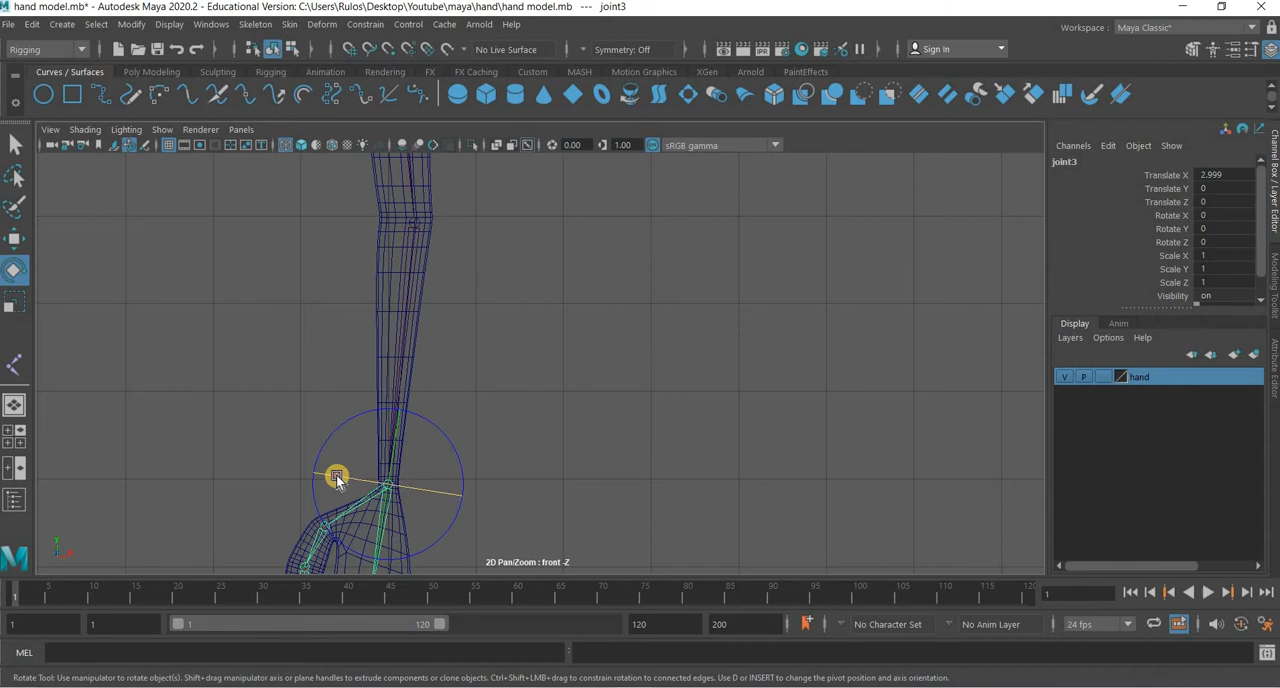 hand model.mb* - Autodesk Maya 2020.2 - Educational Version: C:\Users\Rulos\Desktop\Youtube\maya\hand\hand model.mb   ---   joint3
File Edit Create Select Modify Display Windows Skeleton Skin Deform Constrain Control Cache Arnold Help
Workspace : Maya Classic*
Rigging No Live Surface Symmetry: Off Sign In
Curves / Surfaces Poly Modeling Sculpting Rigging Animation Rendering FX FX Caching Custom MASH Motion Graphics XGen Arnold PaintEffects
View Shading Lighting Show Renderer Panels
0.00 1.00 sRGB gamma
Channels Edit Object Show
joint3
Translate X 2.999
Translate Y 0
Translate Z 0
Rotate X 0
Rotate Y 0
Rotate Z 0
Scale X 1
Scale Y 1
Scale Z 1
Visibility on
Channel Box / Layer Editor
Modeling Toolkit
Attribute Editor
Display Anim
Layers Options Help
V P hand
2D Pan/Zoom : front -Z
5 10 15 20 25 30 35 40 45 50 55 60 65 70 75 80 85 90 95 100 105 110 115 120
1 1
1 1 1 120 120 200 No Character Set No Anim Layer 24 fps
MEL
Rotate Tool: Use manipulator to rotate object(s). Shift+drag manipulator axis or plane handles to extrude components or clone objects. Ctrl+Shift+LMB+drag to constrain rotation to connected edges. Use D or INSERT to change the pivot position and axis orientation.